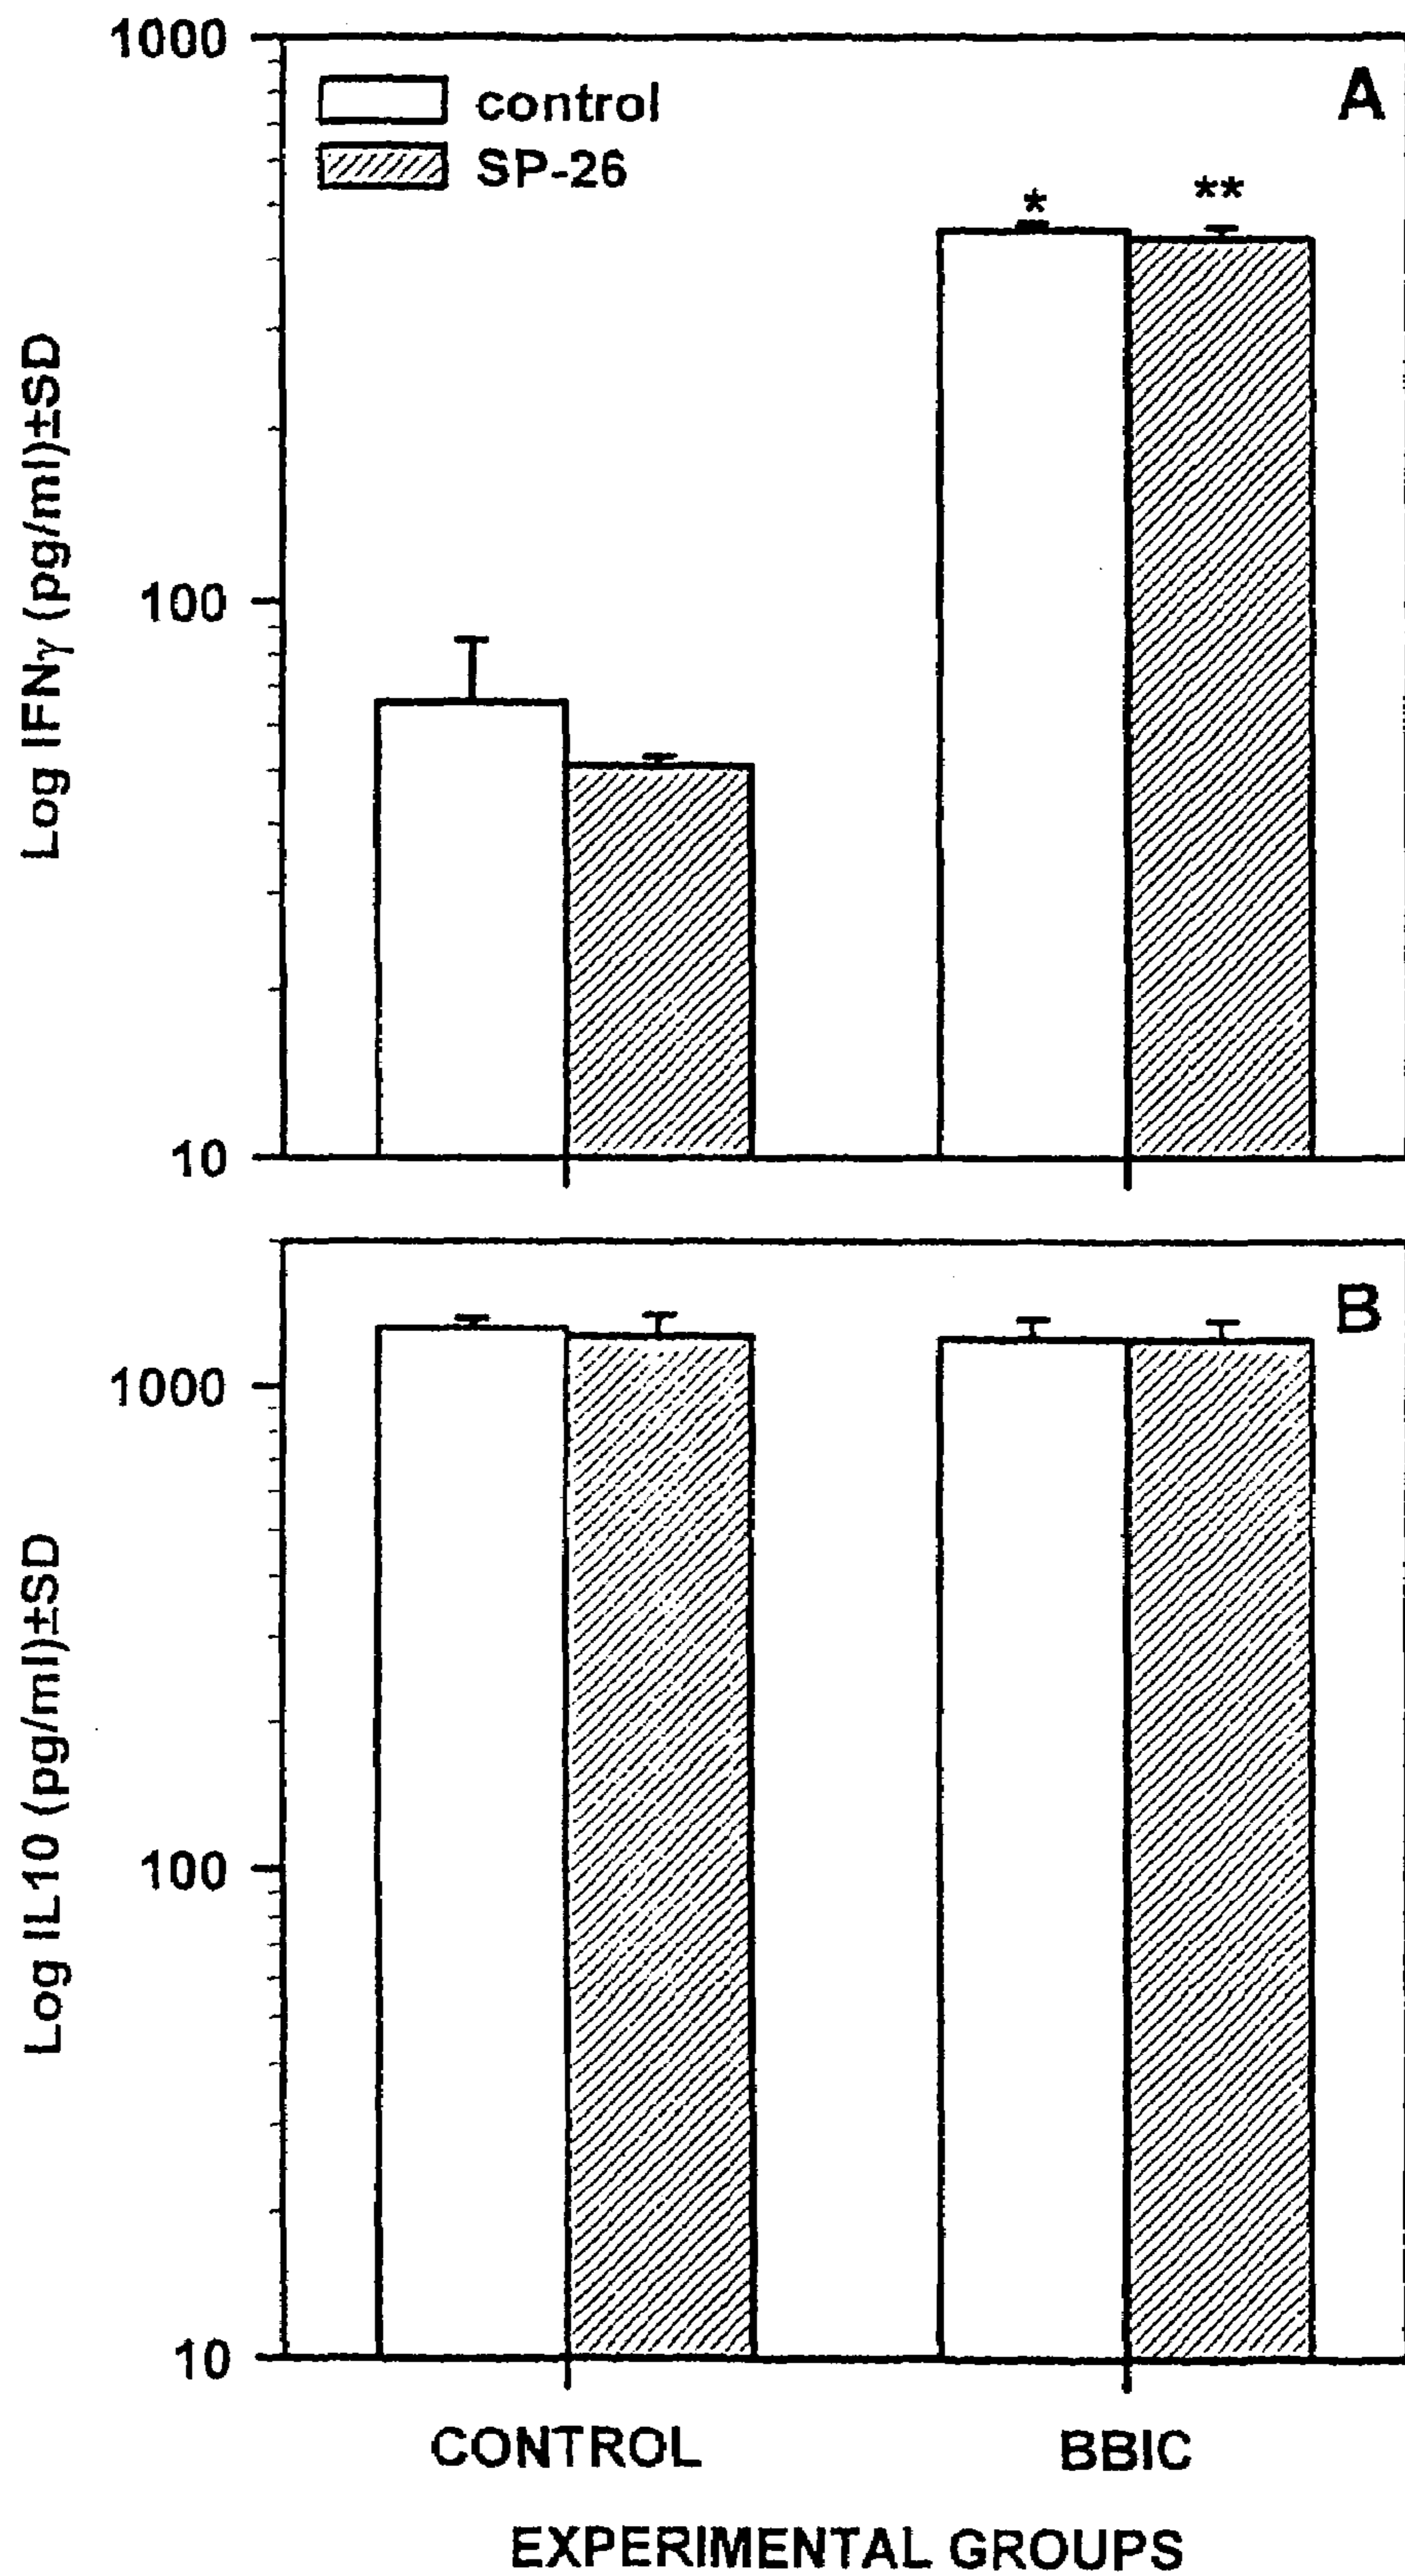 1000
A
control
SP-26
*
**
Log IFNγ (pg/ml)±SD
100
10
B
1000
Log IL10 (pg/ml)±SD
100
10
CONTROL BBIC
EXPERIMENTAL GROUPS